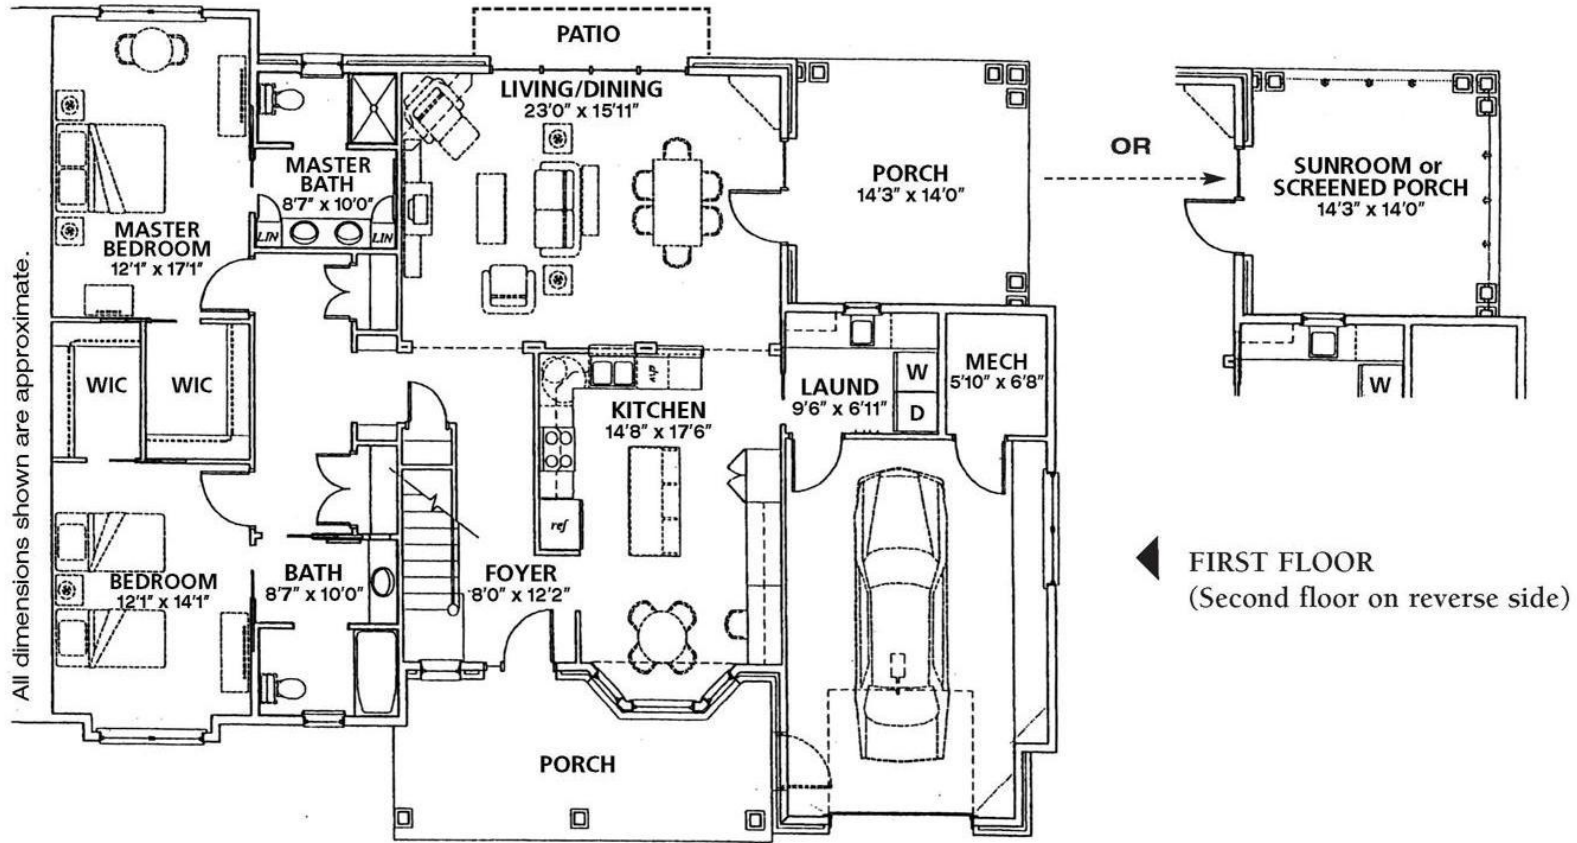 PATIO
LIVING/DINING
23'0" x 15'11"
MASTER
BATH
8'7" x 10'0"
LIN
LIN
MASTER
BEDROOM
12'1" x 17'1"
PORCH
14'3" x 14'0"
OR
SUNROOM or
SCREENED PORCH
14'3" x 14'0"
WIC
WIC
All dimensions shown are approximate.
KITCHEN
14'8" x 17'6"
d/w
ref
LAUND
9'6" x 6'11"
W
D
MECH
5'10" x 6'8"
W
BEDROOM
12'1" x 14'1"
BATH
8'7" x 10'0"
FOYER
8'0" x 12'2"
PORCH
FIRST FLOOR
(Second floor on reverse side)